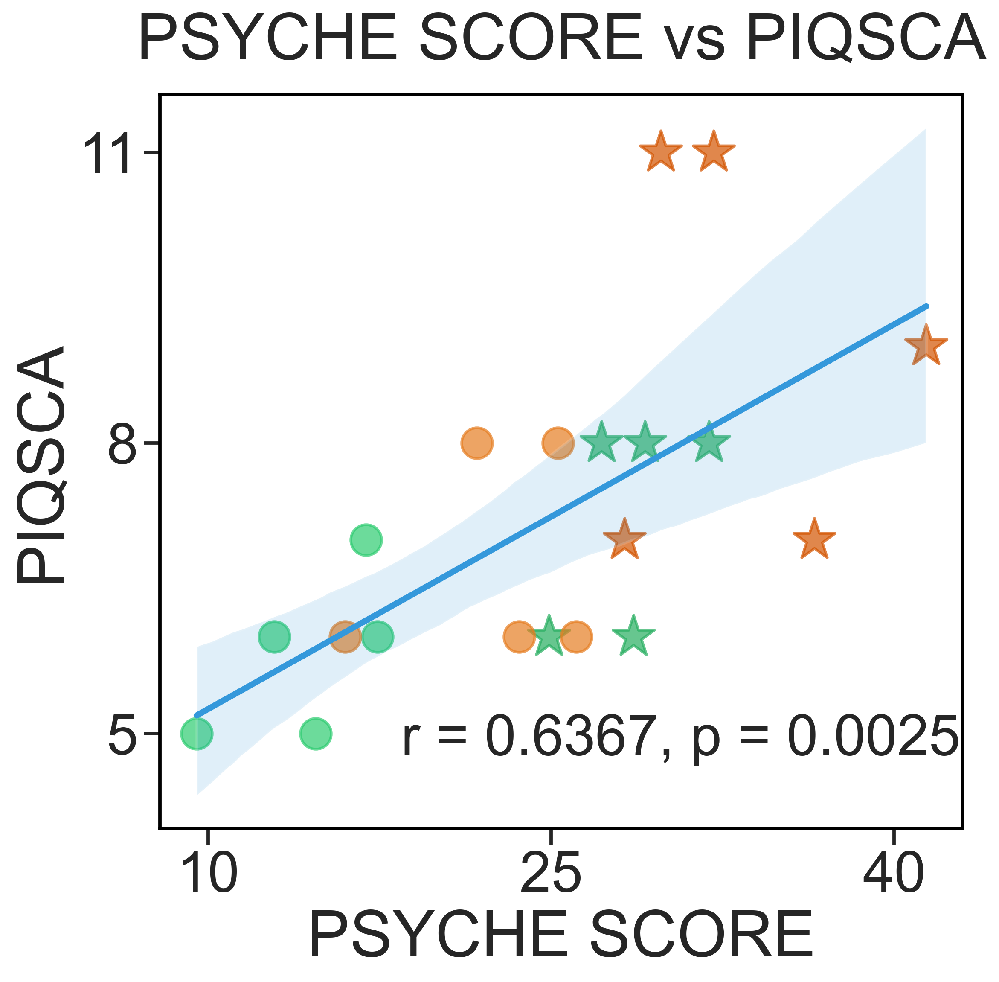 PSYCHE SCORE vs PIQSCA
PIQSCA
11
8
5
r = 0.6367, p = 0.0025
10 25 40
PSYCHE SCORE